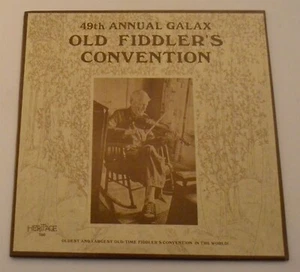 49th ANNUAL GALAX
OLD FIDDLER'S
CONVENTION
HERITAGE
OLDEST AND LARGEST OLD-TIME FIDDLER'S CONVENTION IN THE WORLD!